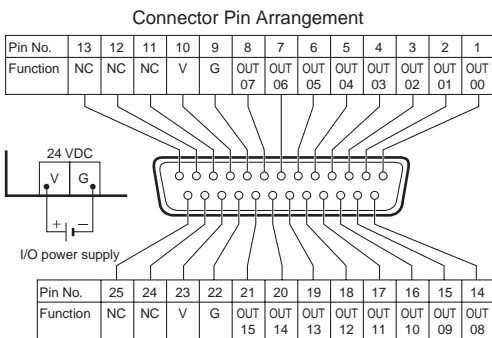 Connector Pin Arrangement
Pin No. 13 12 11 10 9 8 7 6 5 4 3 2 1
Function NC NC NC V G OUT OUT OUT OUT OUT OUT OUT OUT
07 06 05 04 03 02 01 00
24 VDC
V G
+ −
I/O power supply
Pin No. 25 24 23 22 21 20 19 18 17 16 15 14
Function NC NC V G OUT OUT OUT OUT OUT OUT OUT OUT
15 14 13 12 11 10 09 08